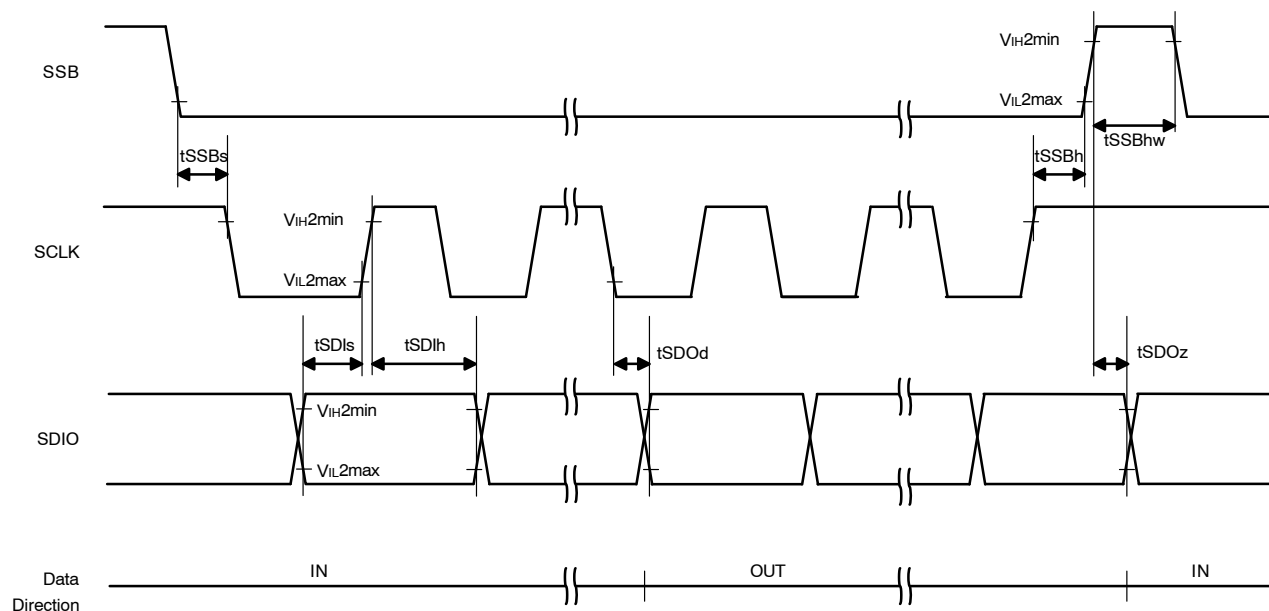 SSB
VIH2min
VIL2max
tSSBs
tSSBh
tSSBhw
SCLK
VIH2min
VIL2max
tSDIs
tSDIh
tSDOd
tSDOz
SDIO
VIH2min
VIL2max
Data
Direction
IN
OUT
IN